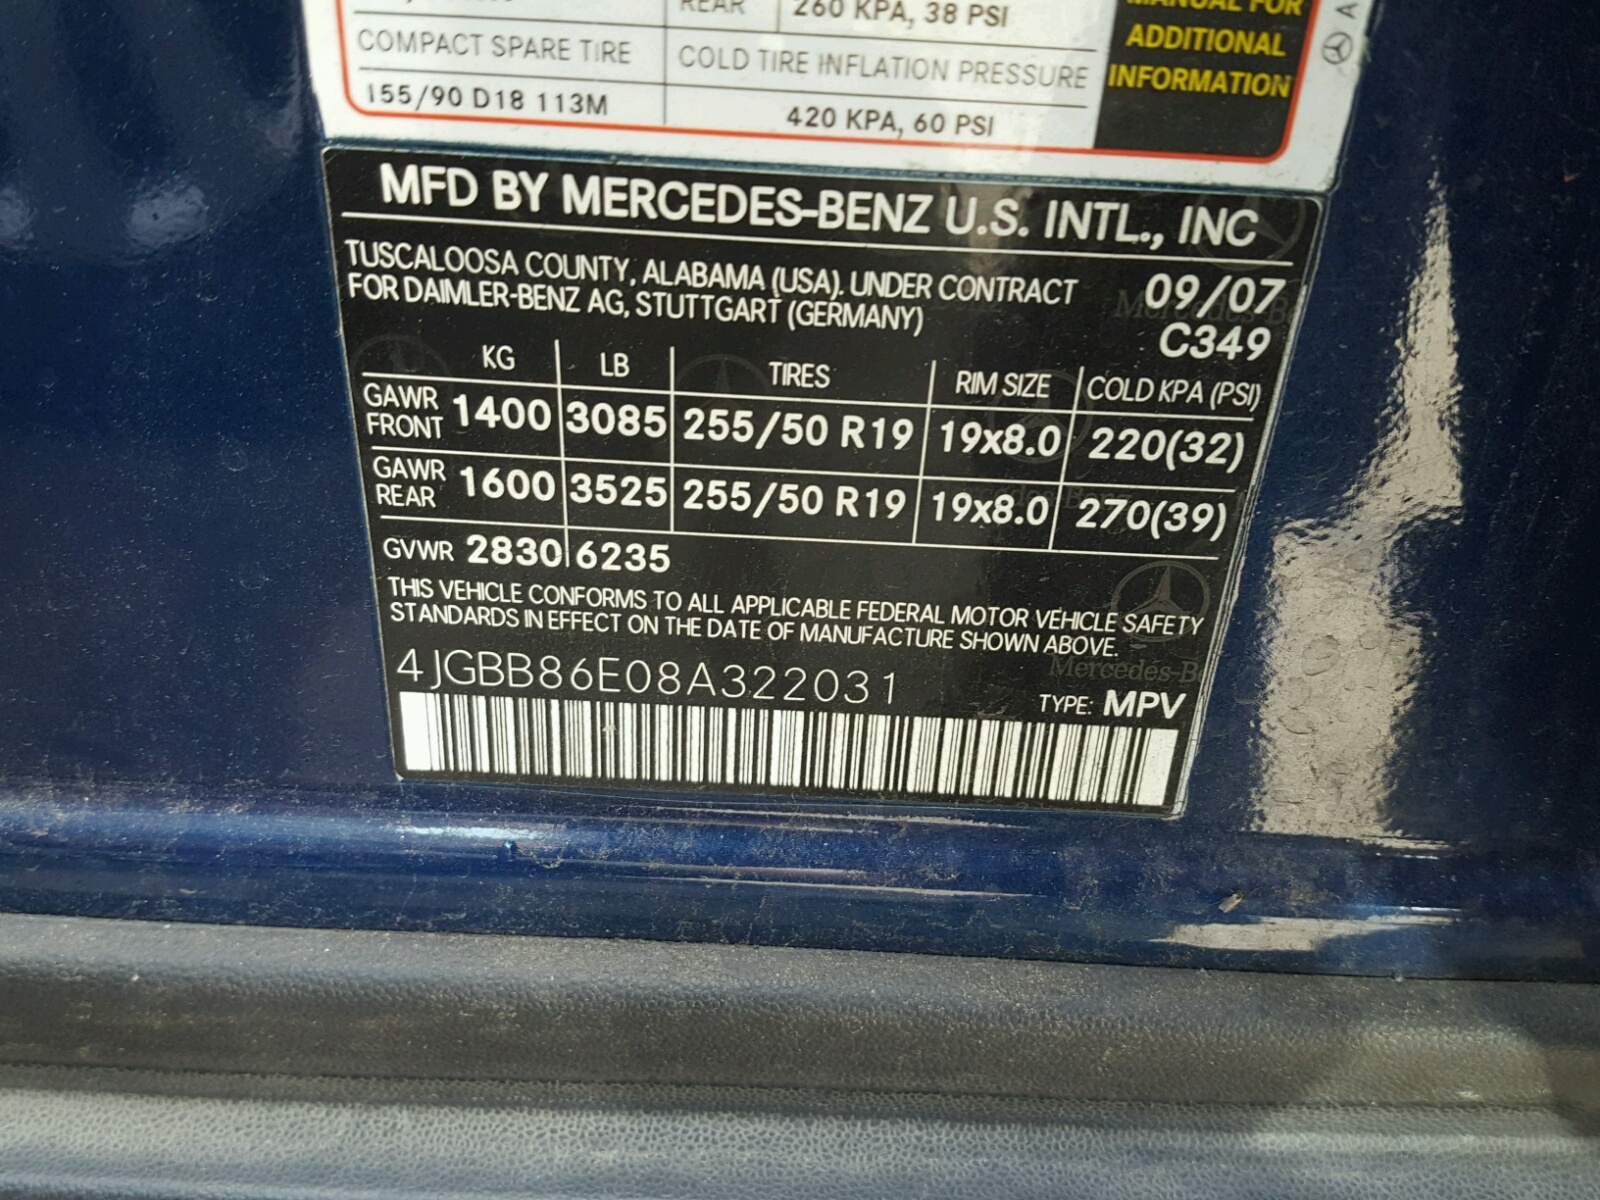 REAR 260 KPA, 38 PSI
MANUAL FOR
ADDITIONAL
INFORMATION
COMPACT SPARE TIRE COLD TIRE INFLATION PRESSURE
155/90 D18 113M 420 KPA, 60 PSI
A
MFD BY MERCEDES-BENZ U.S. INTL., INC
TUSCALOOSA COUNTY, ALABAMA (USA). UNDER CONTRACT 09/07
FOR DAIMLER-BENZ AG, STUTTGART (GERMANY) C349
KG LB TIRES RIM SIZE COLD KPA (PSI)
GAWR FRONT 1400 3085 255/50 R19 19x8.0 220(32)
GAWR REAR 1600 3525 255/50 R19 19x8.0 270(39)
GVWR 2830 6235
THIS VEHICLE CONFORMS TO ALL APPLICABLE FEDERAL MOTOR VEHICLE SAFETY
STANDARDS IN EFFECT ON THE DATE OF MANUFACTURE SHOWN ABOVE.
4JGBB86E08A322031 TYPE: MPV